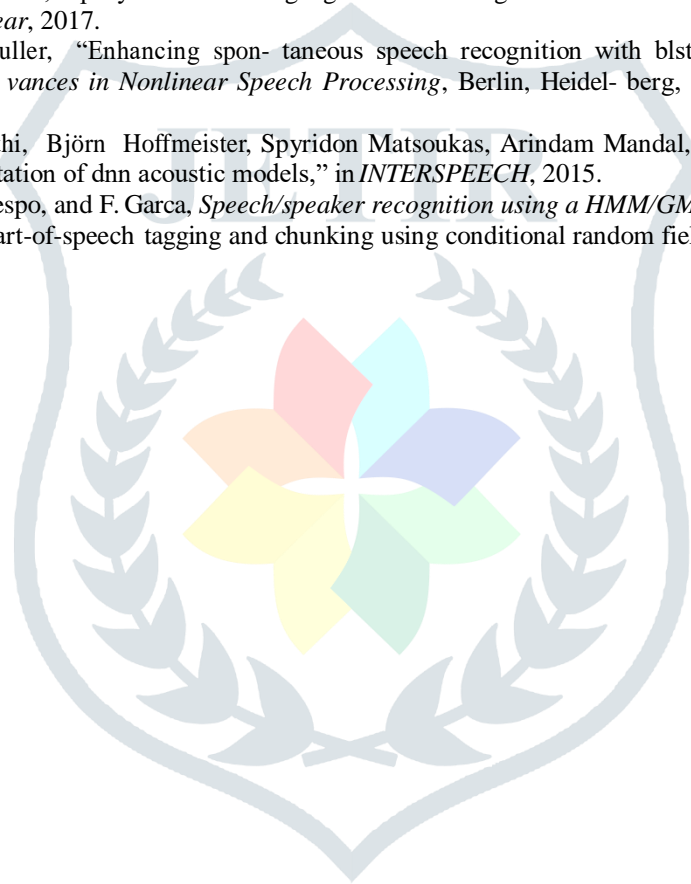 ear, 2017.
uller, “Enhancing spon- taneous speech recognition with blst
vances in Nonlinear Speech Processing, Berlin, Heidel- berg,
thi, Björn Hoffmeister, Spyridon Matsoukas, Arindam Mandal,
tation of dnn acoustic models,” in INTERSPEECH, 2015.
espo, and F. Garca, Speech/speaker recognition using a HMM/GM
art-of-speech tagging and chunking using conditional random fiel
JETIR